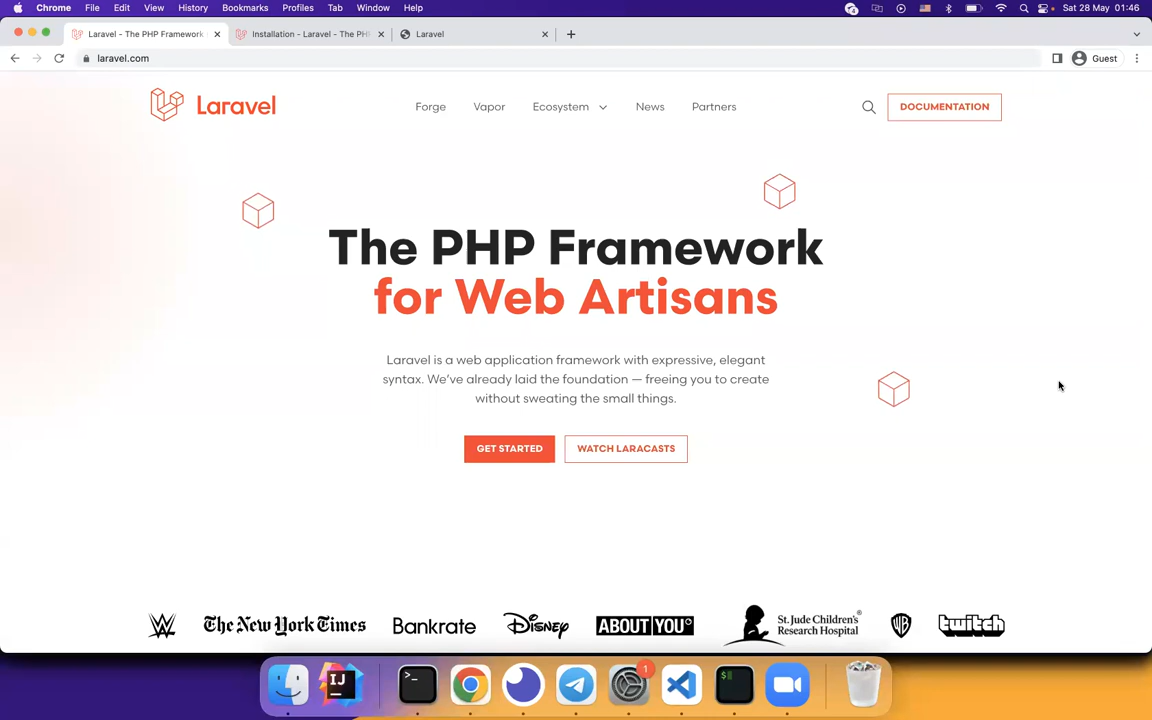 Chrome File Edit View History Bookmarks Profiles Tab Window Help Sat 28 May 01:46
Laravel - The PHP Framework Installation - Laravel - The PH Laravel
laravel.com Guest
Laravel Forge Vapor Ecosystem News Partners DOCUMENTATION
The PHP Framework
for Web Artisans
Laravel is a web application framework with expressive, elegant
syntax. We've already laid the foundation — freeing you to create
without sweating the small things.
GET STARTED WATCH LARACASTS
W The New York Times Bankrate Disney ABOUT YOU° St. Jude Children's® WB twitch
Research Hospital
IJ >_ 1 $